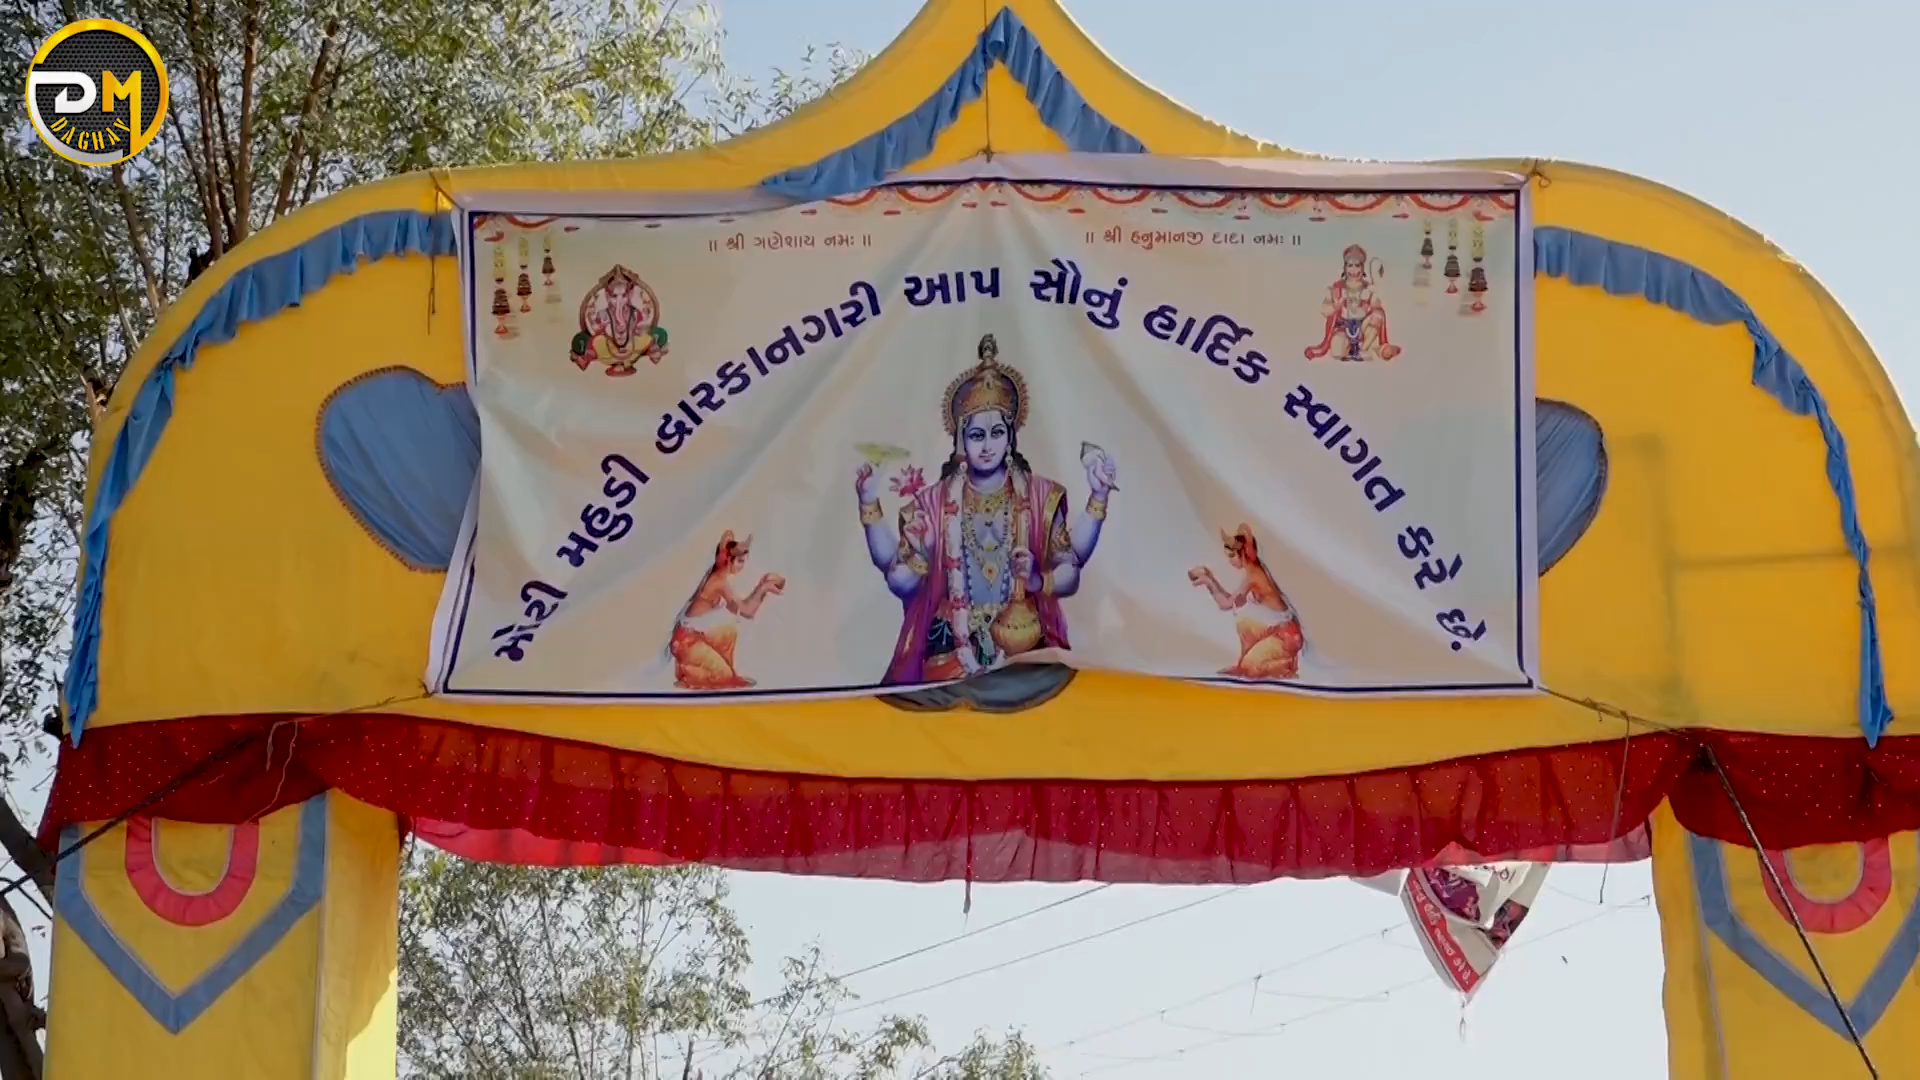 DM
DAGHAV
॥ શ્રી ગણેશાય નમઃ ॥
॥ શ્રી હનુમાનજી દાદા નમઃ ॥
મોરી મહુડી દ્વારકાનગરી આપ સૌનું હાર્દિક સ્વાગત કરે છે.